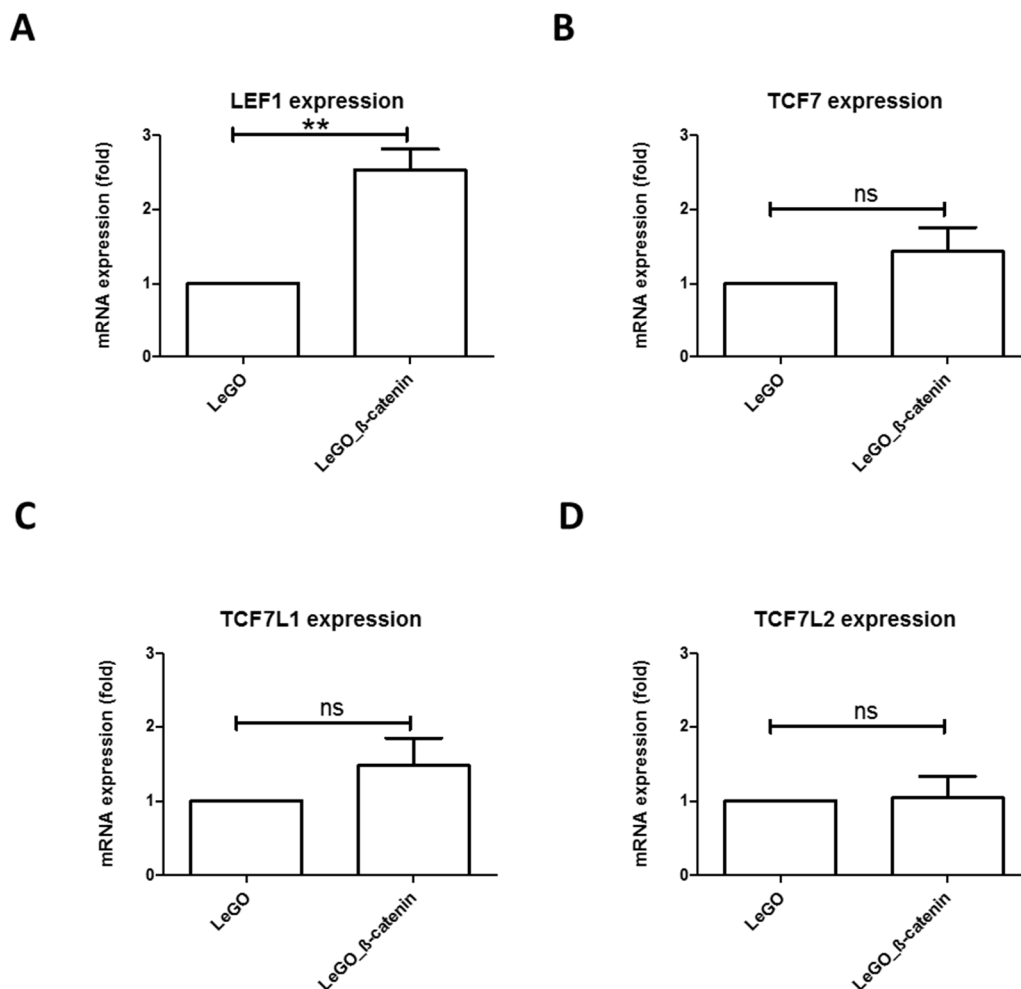 A
LEF1 expression
**
mRNA expression (fold)
3
2
1
0
LeGO
LeGO_ß-catenin
B
TCF7 expression
ns
mRNA expression (fold)
3
2
1
0
LeGO
LeGO_ß-catenin
C
TCF7L1 expression
ns
mRNA expression (fold)
3
2
1
0
LeGO
LeGO_ß-catenin
D
TCF7L2 expression
ns
mRNA expression (fold)
3
2
1
0
LeGO
LeGO_ß-catenin